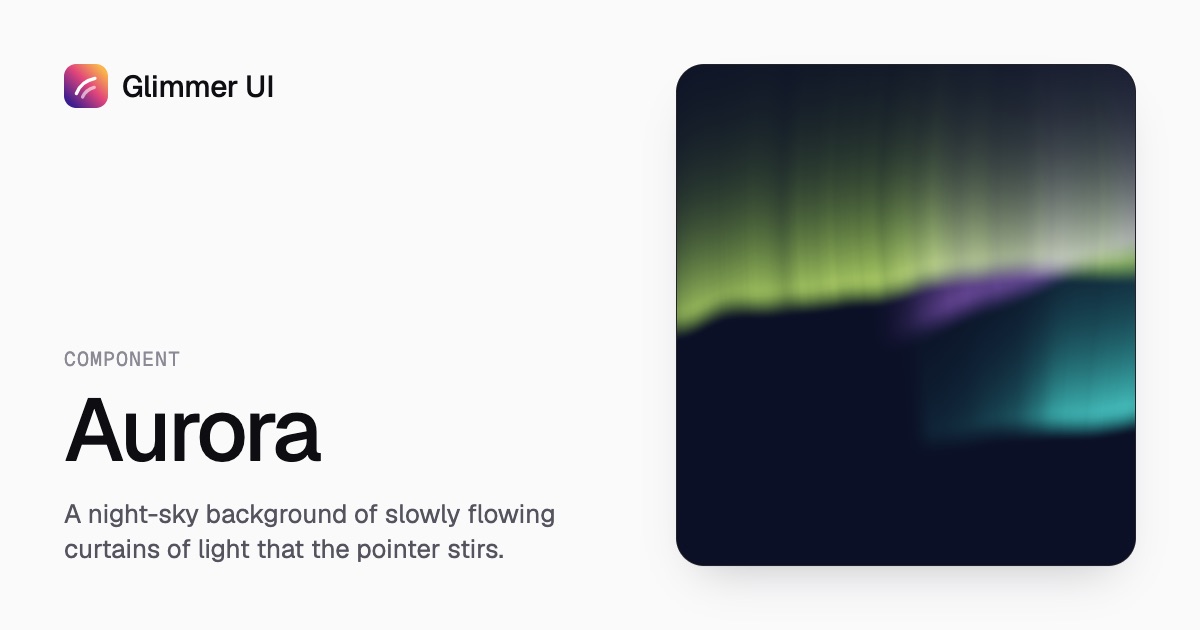 Glimmer UI
COMPONENT
Aurora
A night-sky background of slowly flowing
curtains of light that the pointer stirs.